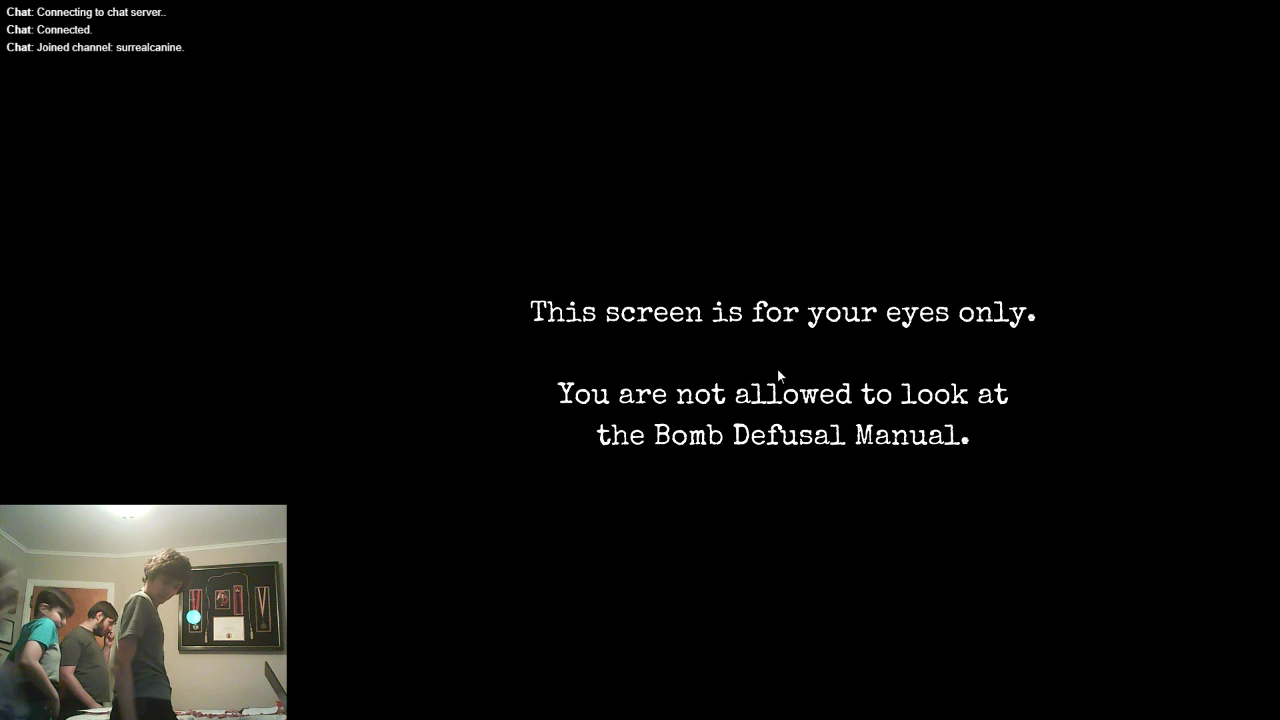 Chat: Connecting to chat server..
Chat: Connected.
Chat: Joined channel: surrealcanine.
This screen is for your eyes only.
You are not allowed to look at
the Bomb Defusal Manual.